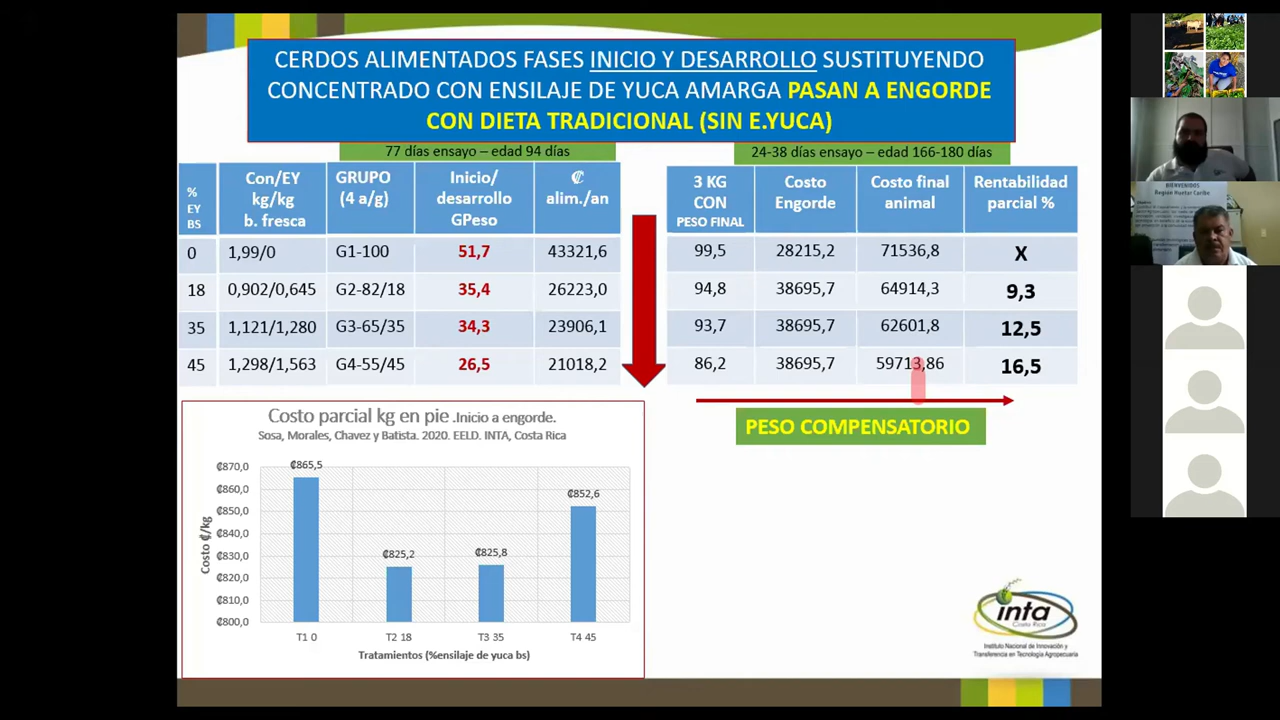 CERDOS ALIMENTADOS FASES INICIO Y DESARROLLO SUSTITUYENDO
CONCENTRADO CON ENSILAJE DE YUCA AMARGA PASAN A ENGORDE
CON DIETA TRADICIONAL (SIN E.YUCA)
77 días ensayo – edad 94 días
% EY BS
Con/EY kg/kg b. fresca
GRUPO (4 a/g)
Inicio/ desarrollo GPeso
₡ alim./an
0 1,99/0 G1-100 51,7 43321,6
18 0,902/0,645 G2-82/18 35,4 26223,0
35 1,121/1,280 G3-65/35 34,3 23906,1
45 1,298/1,563 G4-55/45 26,5 21018,2
24-38 días ensayo – edad 166-180 días
3 KG CON PESO FINAL
Costo Engorde
Costo final animal
Rentabilidad parcial %
99,5 28215,2 71536,8 X
94,8 38695,7 64914,3 9,3
93,7 38695,7 62601,8 12,5
86,2 38695,7 59713,86 16,5
PESO COMPENSATORIO
Costo parcial kg en pie .Inicio a engorde.
Sosa, Morales, Chavez y Batista. 2020. EELD. INTA, Costa Rica
Costo ₡/kg
₡870,0
₡860,0
₡850,0
₡840,0
₡830,0
₡820,0
₡810,0
₡800,0
₡865,5
₡825,2
₡825,8
₡852,6
T1 0
T2 18
T3 35
T4 45
Tratamientos (%ensilaje de yuca bs)
inta
Costa Rica
Instituto Nacional de Innovación y
Transferencia en Tecnología Agropecuaria
BIENVENIDOS
Región Huetar Caribe